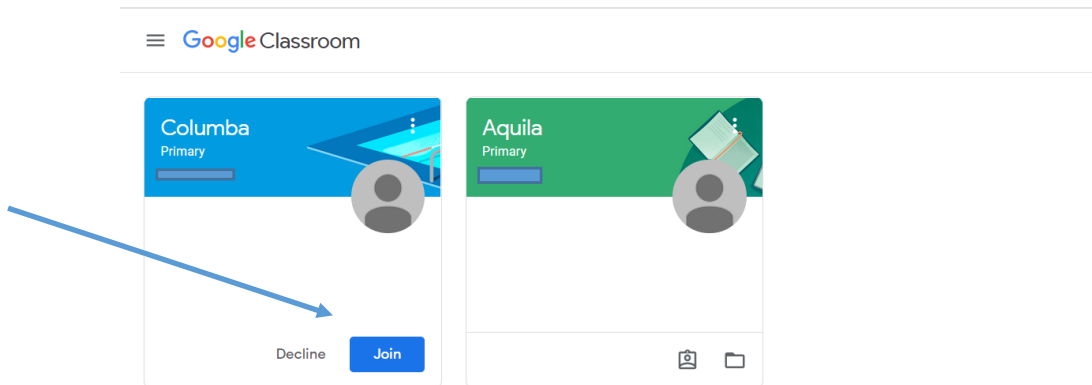 Google Classroom
Columba
Primary
Aquila
Primary
Decline
Join